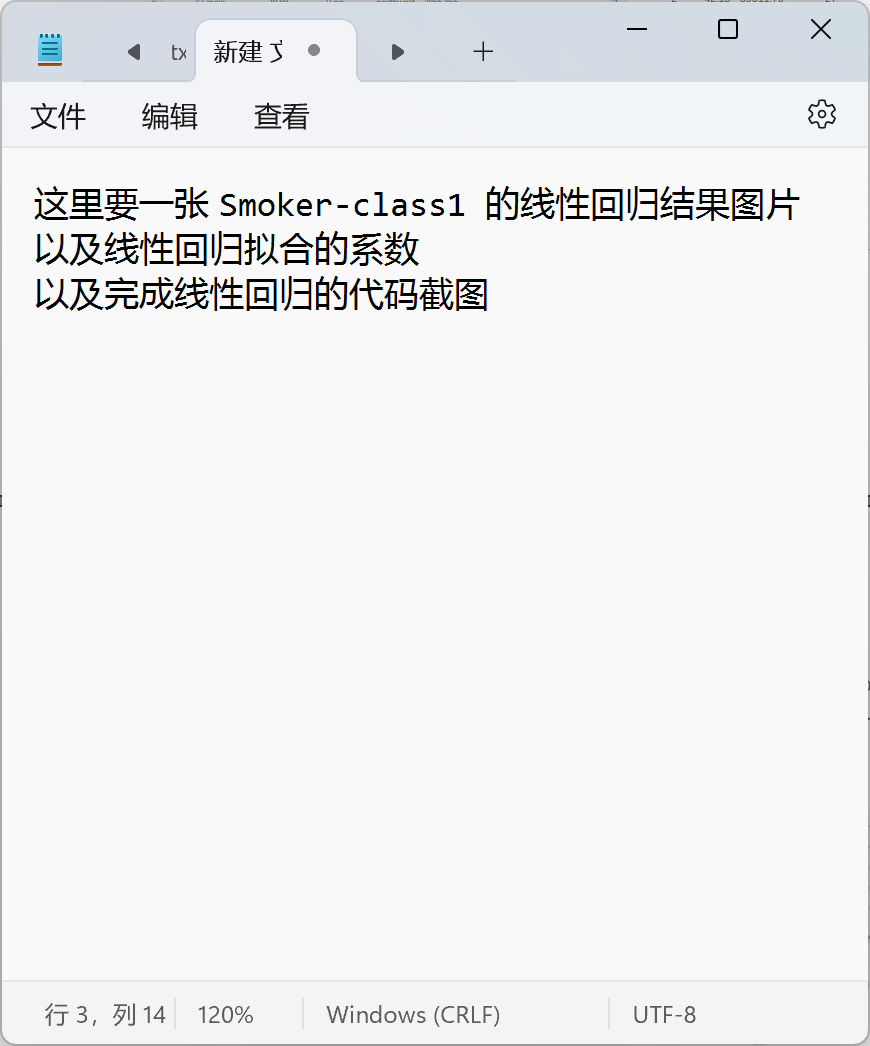 tx
新建 文
文件 编辑 查看
这里要一张 Smoker-class1 的线性回归结果图片
以及线性回归拟合的系数
以及完成线性回归的代码截图
行 3，列 14 120% Windows (CRLF) UTF-8